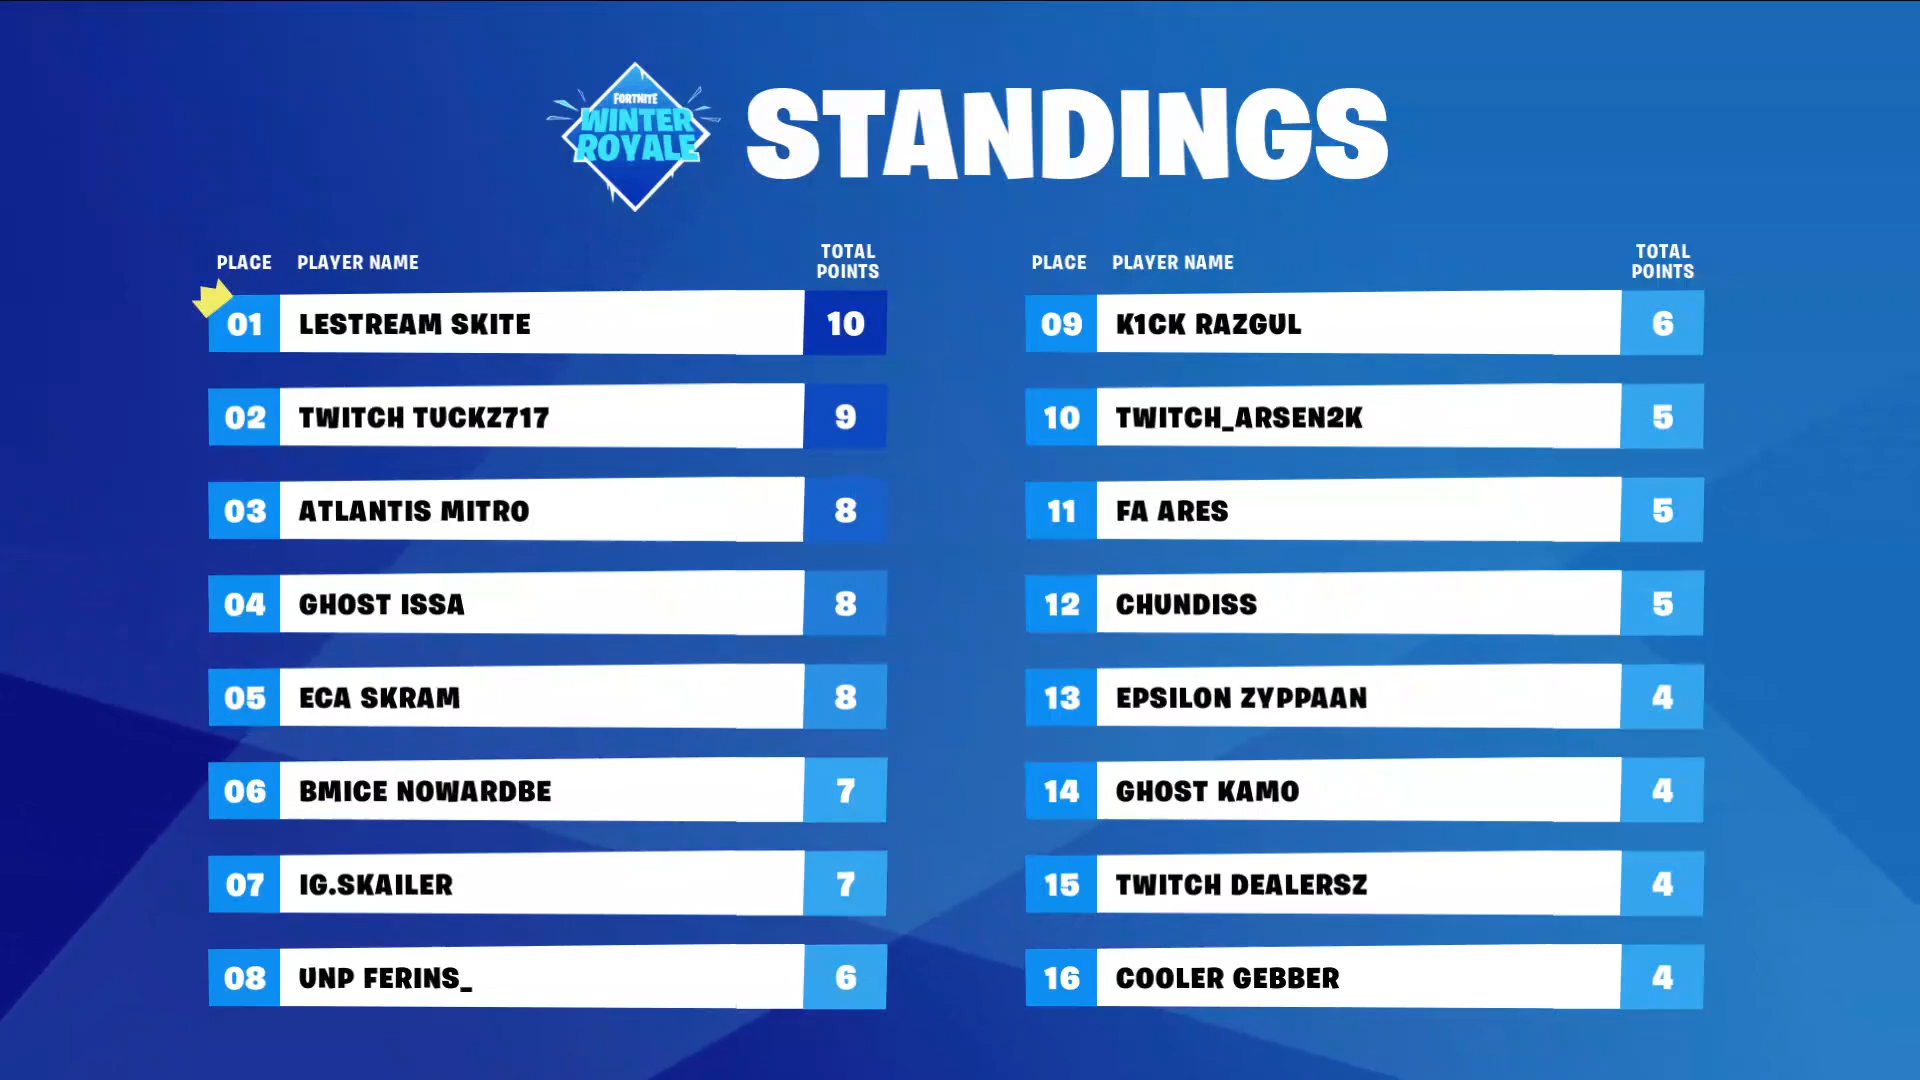 FORTNITE
WINTER
ROYALE
STANDINGS
PLACE PLAYER NAME TOTAL POINTS
01 LESTREAM SKITE 10
02 TWITCH TUCKZ717 9
03 ATLANTIS MITRO 8
04 GHOST ISSA 8
05 ECA SKRAM 8
06 BMICE NOWARDBE 7
07 IG.SKAILER 7
08 UNP FERINS_ 6
PLACE PLAYER NAME TOTAL POINTS
09 K1CK RAZGUL 6
10 TWITCH_ARSEN2K 5
11 FA ARES 5
12 CHUNDISS 5
13 EPSILON ZYPPAAN 4
14 GHOST KAMO 4
15 TWITCH DEALERSZ 4
16 COOLER GEBBER 4